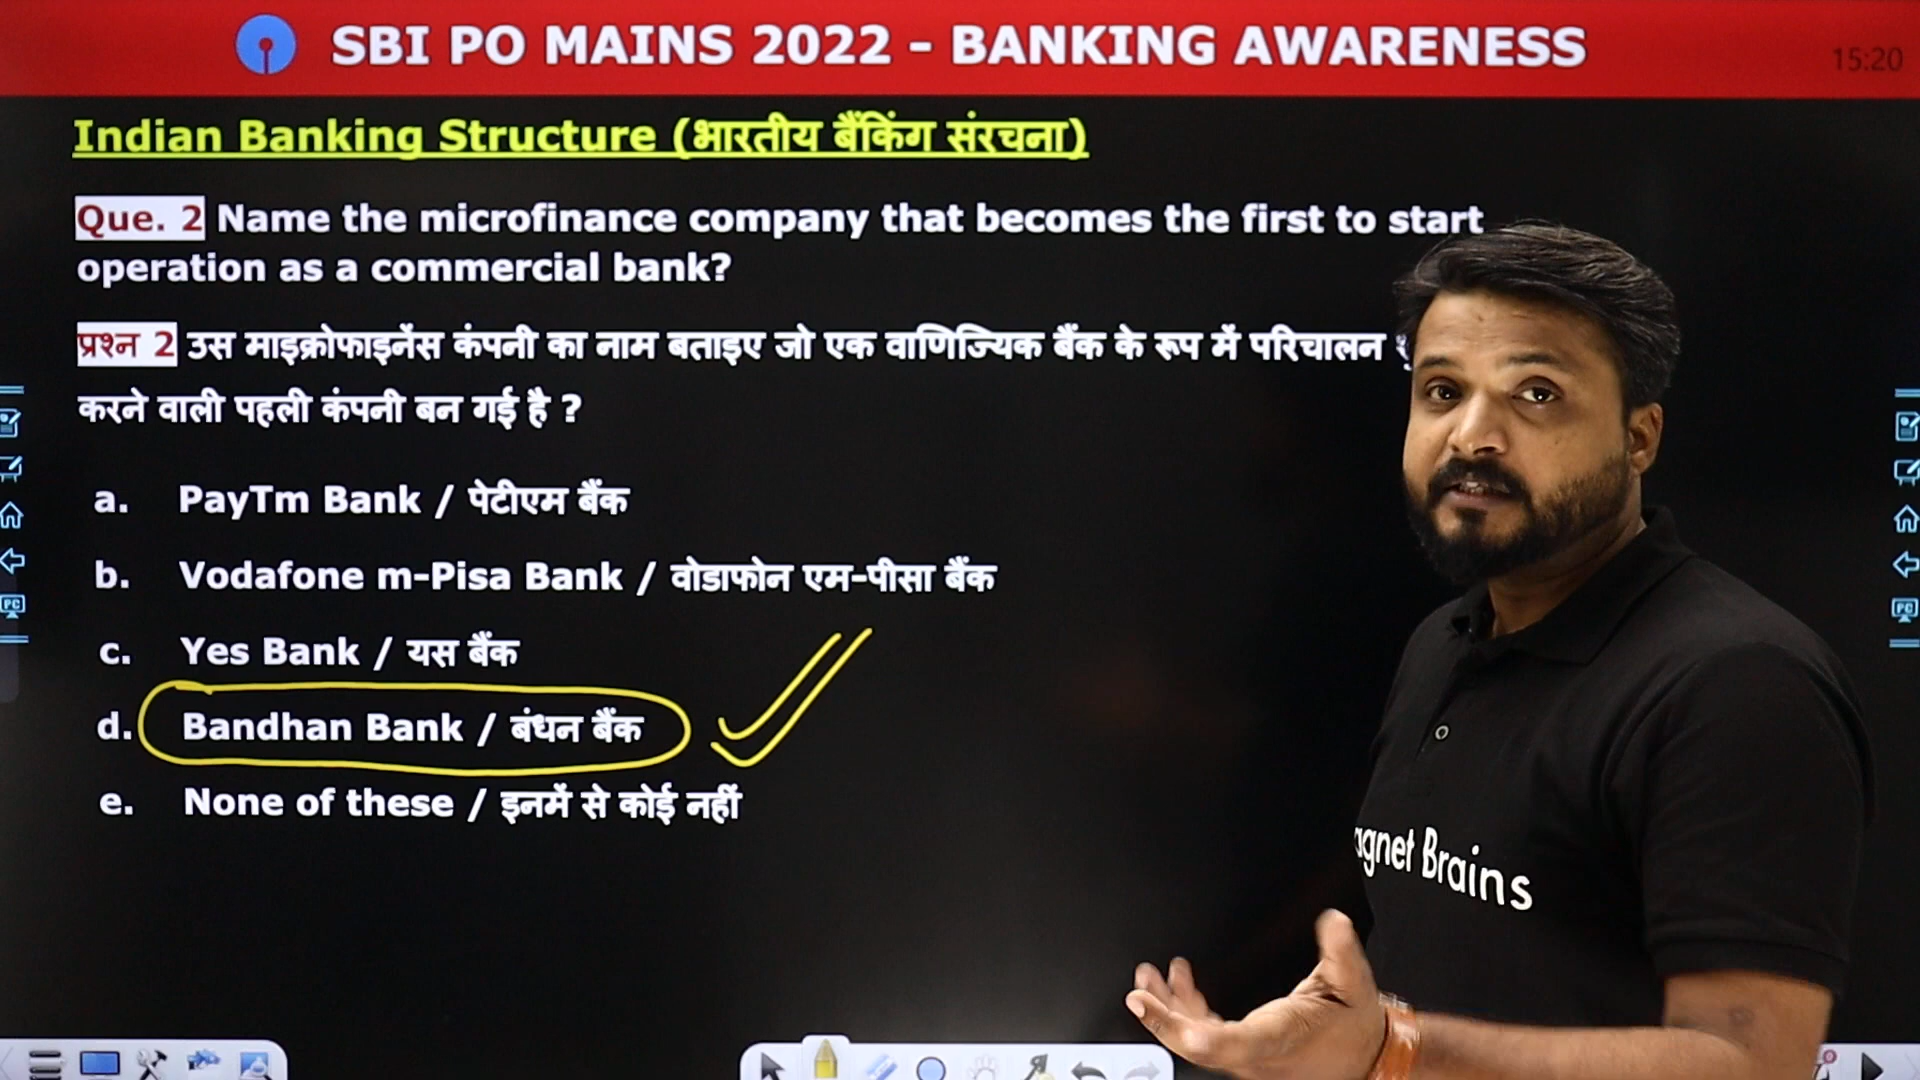 SBI PO MAINS 2022 - BANKING AWARENESS
15:20
Indian Banking Structure (भारतीय बैंकिंग संरचना)
Que. 2 Name the microfinance company that becomes the first to start
operation as a commercial bank?
प्रश्न 2 उस माइक्रोफाइनेंस कंपनी का नाम बताइए जो एक वाणिज्यिक बैंक के रूप में परिचालन
करने वाली पहली कंपनी बन गई है ?
a. PayTm Bank / पेटीएम बैंक
b. Vodafone m-Pisa Bank / वोडाफोन एम-पीसा बैंक
c. Yes Bank / यस बैंक
d. Bandhan Bank / बंधन बैंक
e. None of these / इनमें से कोई नहीं
agnet Brains
PC
PC